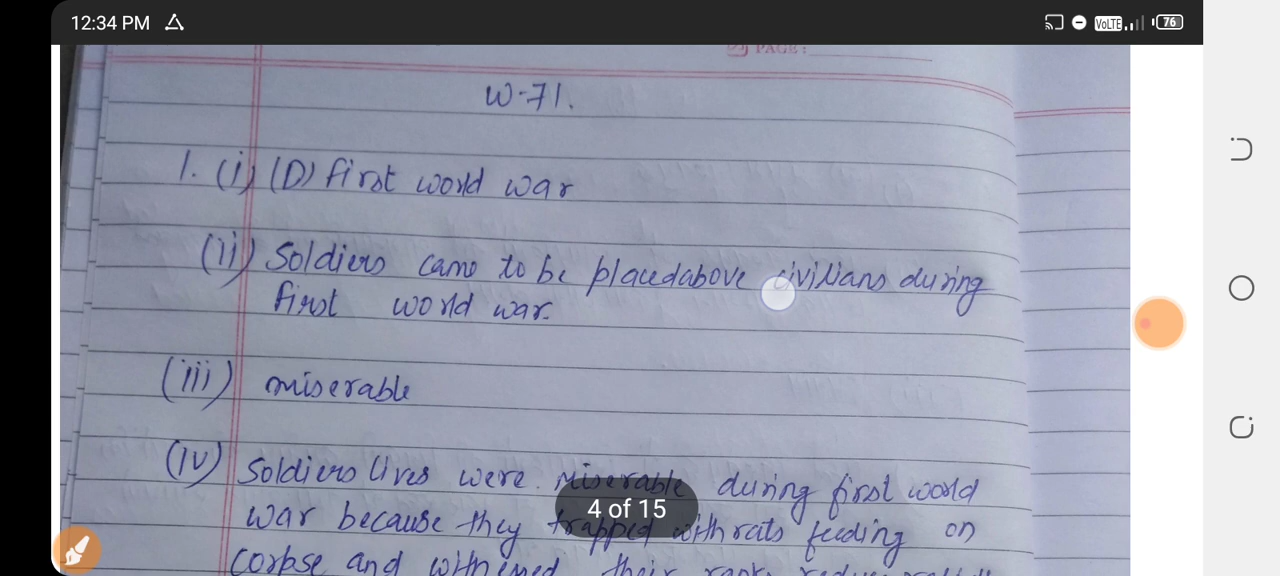 12:34 PM
VoLTE 76
PAGE:
W-71.
1. (i) (D) first world war
(ii) Soldiers came to be placedabove civilians during
first world war.
(iii) miserable
(iv) Soldiers lives were miserable during first world
war because they trapped with rats feeding on
corpse and their rank
4 of 15